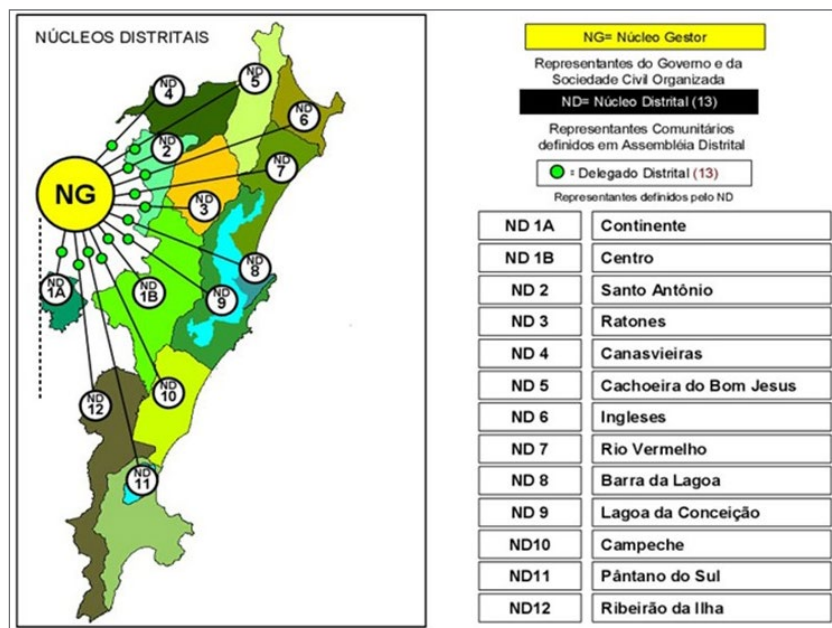 NÚCLEOS DISTRITAIS
ND
4
ND
5
ND
6
ND
2
ND
7
NG
ND
3
ND
8
ND
1A
ND
1B
ND
9
ND
10
ND
12
ND
11
NG= Núcleo Gestor
Representantes do Governo e da
Sociedade Civil Organizada
ND= Núcleo Distrital (13)
Representantes Comunitários
definidos em Assembléia Distrital
= Delegado Distrital (13)
Representantes definidos pelo ND
ND 1A Continente
ND 1B Centro
ND 2 Santo Antônio
ND 3 Ratones
ND 4 Canasvieiras
ND 5 Cachoeira do Bom Jesus
ND 6 Ingleses
ND 7 Rio Vermelho
ND 8 Barra da Lagoa
ND 9 Lagoa da Conceição
ND10 Campeche
ND11 Pântano do Sul
ND12 Ribeirão da Ilha